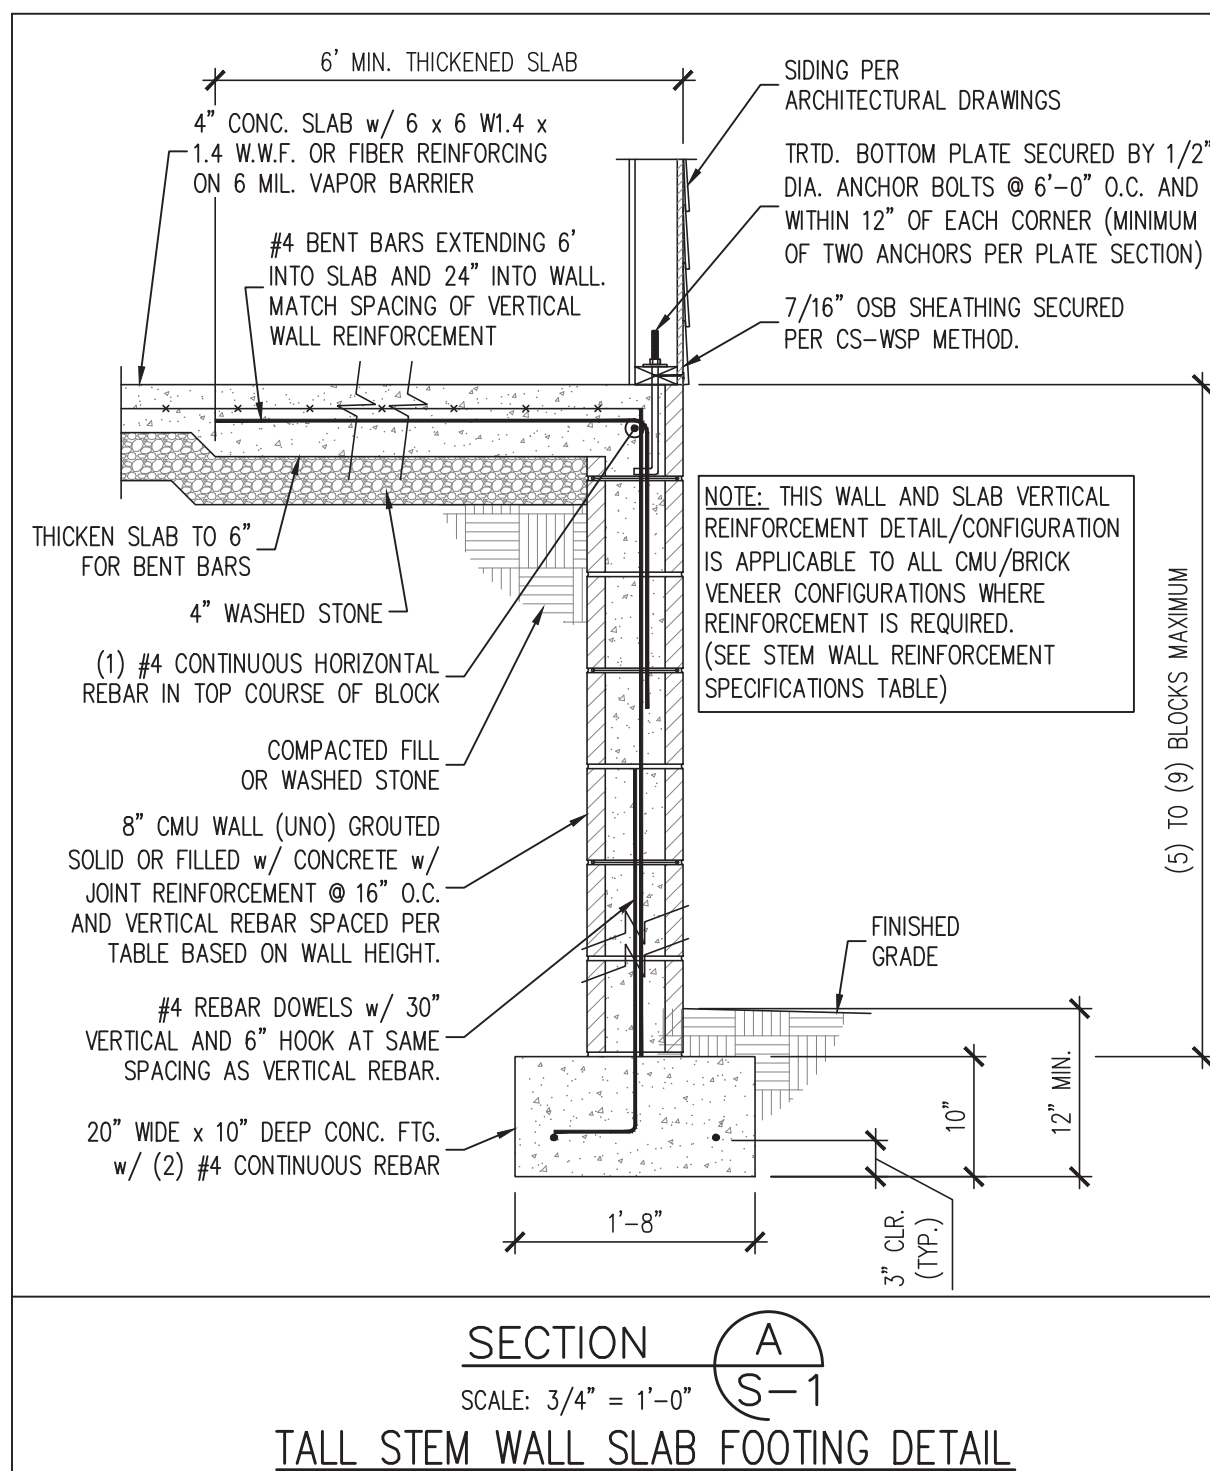 6' MIN. THICKENED SLAB
4" CONC. SLAB w/ 6 x 6 W1.4 x
1.4 W.W.F. OR FIBER REINFORCING
ON 6 MIL. VAPOR BARRIER
#4 BENT BARS EXTENDING 6'
INTO SLAB AND 24" INTO WALL.
MATCH SPACING OF VERTICAL
WALL REINFORCEMENT
SIDING PER
ARCHITECTURAL DRAWINGS
TRTD. BOTTOM PLATE SECURED BY 1/2"
DIA. ANCHOR BOLTS @ 6'-0" O.C. AND
WITHIN 12" OF EACH CORNER (MINIMUM
OF TWO ANCHORS PER PLATE SECTION)
7/16" OSB SHEATHING SECURED
PER CS-WSP METHOD.
NOTE: THIS WALL AND SLAB VERTICAL
REINFORCEMENT DETAIL/CONFIGURATION
IS APPLICABLE TO ALL CMU/BRICK
VENEER CONFIGURATIONS WHERE
REINFORCEMENT IS REQUIRED.
(SEE STEM WALL REINFORCEMENT
SPECIFICATIONS TABLE)
THICKEN SLAB TO 6"
FOR BENT BARS
4" WASHED STONE
(1) #4 CONTINUOUS HORIZONTAL
REBAR IN TOP COURSE OF BLOCK
COMPACTED FILL
OR WASHED STONE
8" CMU WALL (UNO) GROUTED
SOLID OR FILLED w/ CONCRETE w/
JOINT REINFORCEMENT @ 16" O.C.
AND VERTICAL REBAR SPACED PER
TABLE BASED ON WALL HEIGHT.
#4 REBAR DOWELS w/ 30"
VERTICAL AND 6" HOOK AT SAME
SPACING AS VERTICAL REBAR.
20" WIDE x 10" DEEP CONC. FTG.
w/ (2) #4 CONTINUOUS REBAR
(5) TO (9) BLOCKS MAXIMUM
FINISHED
GRADE
10"
12" MIN.
3" CLR.
(TYP.)
1'-8"
SECTION
A
S-1
SCALE: 3/4" = 1'-0"
TALL STEM WALL SLAB FOOTING DETAIL